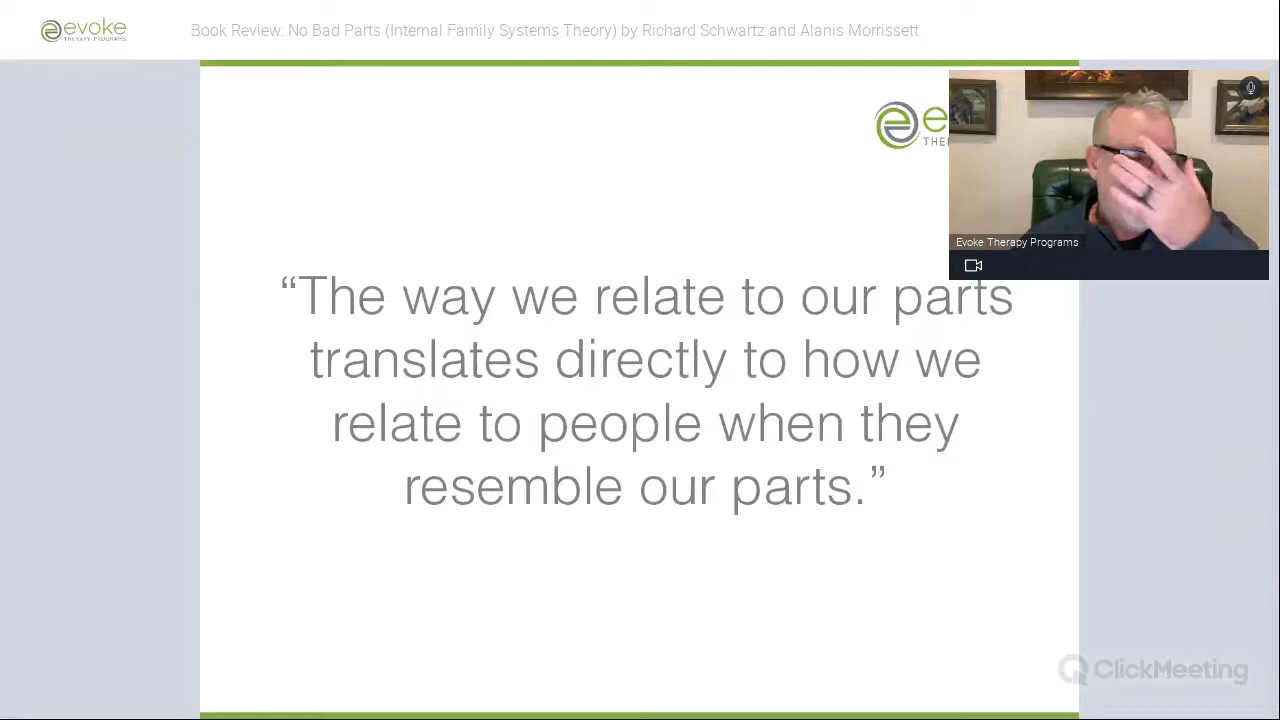 evoke
THERAPY PROGRAMS
Book Review: No Bad Parts (Internal Family Systems Theory) by Richard Schwartz and Alanis Morrissett
e
THE
Evoke Therapy Programs
“The way we relate to our parts
translates directly to how we
relate to people when they
resemble our parts.”
ClickMeeting